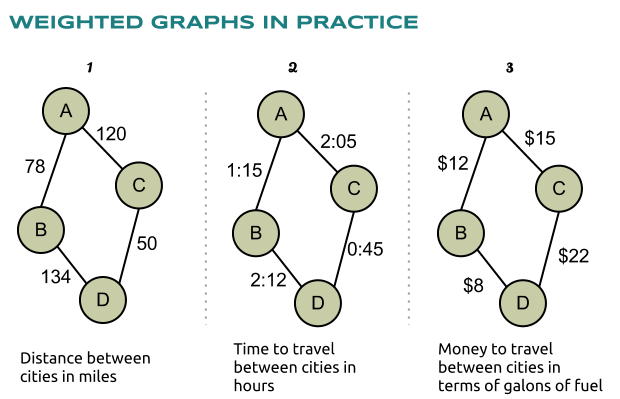 WEIGHTED GRAPHS IN PRACTICE
1
A
120
78
C
B
50
134
D
Distance between
cities in miles
2
A
2:05
1:15
C
B
0:45
2:12
D
Time to travel
between cities in
hours
3
A
$15
$12
C
B
$22
$8
D
Money to travel
between cities in
terms of galons of fuel